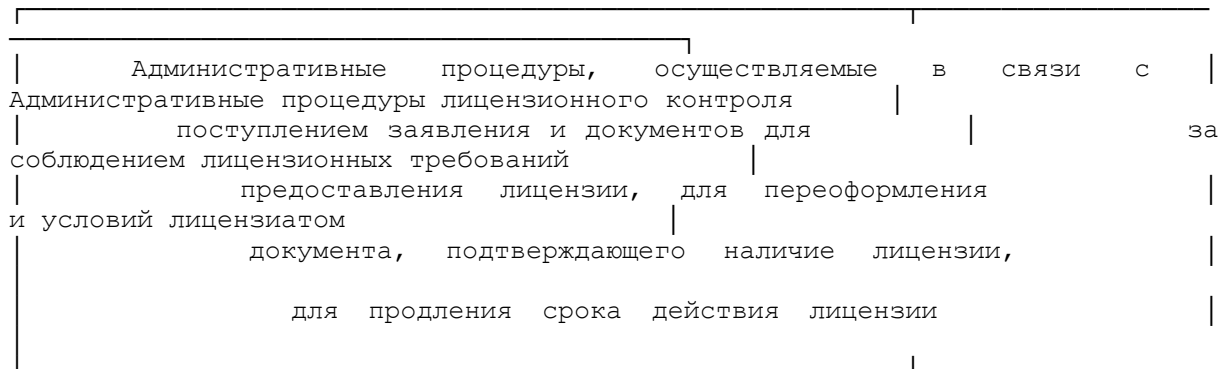 Административные процедуры, осуществляемые в связи с
Административные процедуры лицензионного контроля
поступлением заявления и документов для за
соблюдением лицензионных требований
предоставления лицензии, для переоформления
и условий лицензиатом
документа, подтверждающего наличие лицензии,
для продления срока действия лицензии